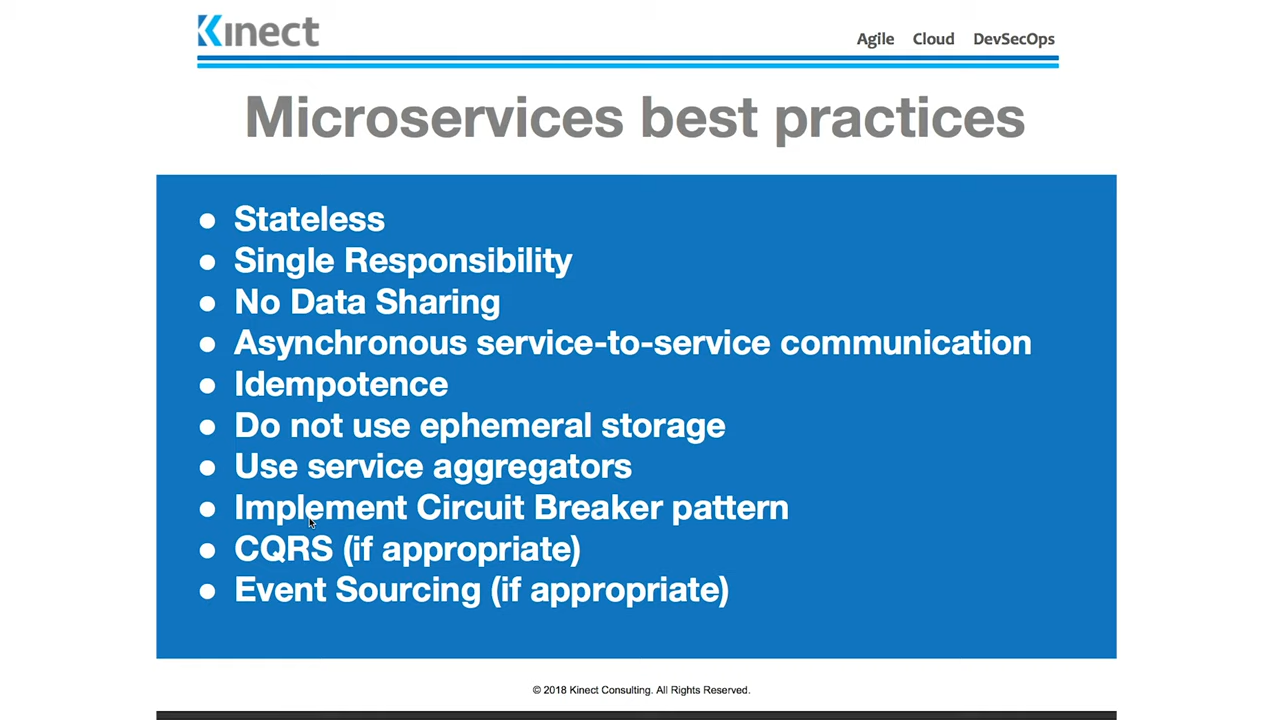 Kinect
Agile Cloud DevSecOps
Microservices best practices
● Stateless
● Single Responsibility
● No Data Sharing
● Asynchronous service-to-service communication
● Idempotence
● Do not use ephemeral storage
● Use service aggregators
● Implement Circuit Breaker pattern
● CQRS (if appropriate)
● Event Sourcing (if appropriate)
© 2018 Kinect Consulting. All Rights Reserved.